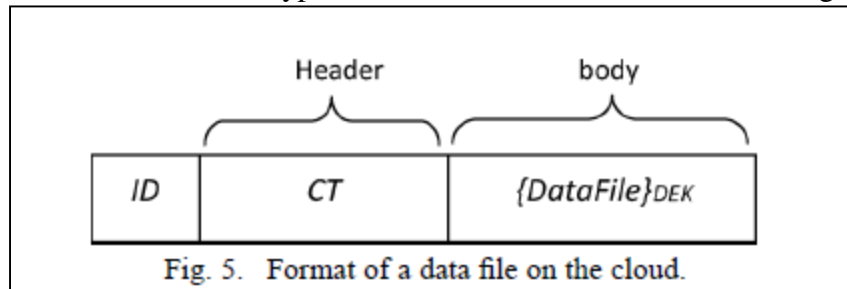 Header body
ID CT {DataFile}DEK
Fig. 5. Format of a data file on the cloud.